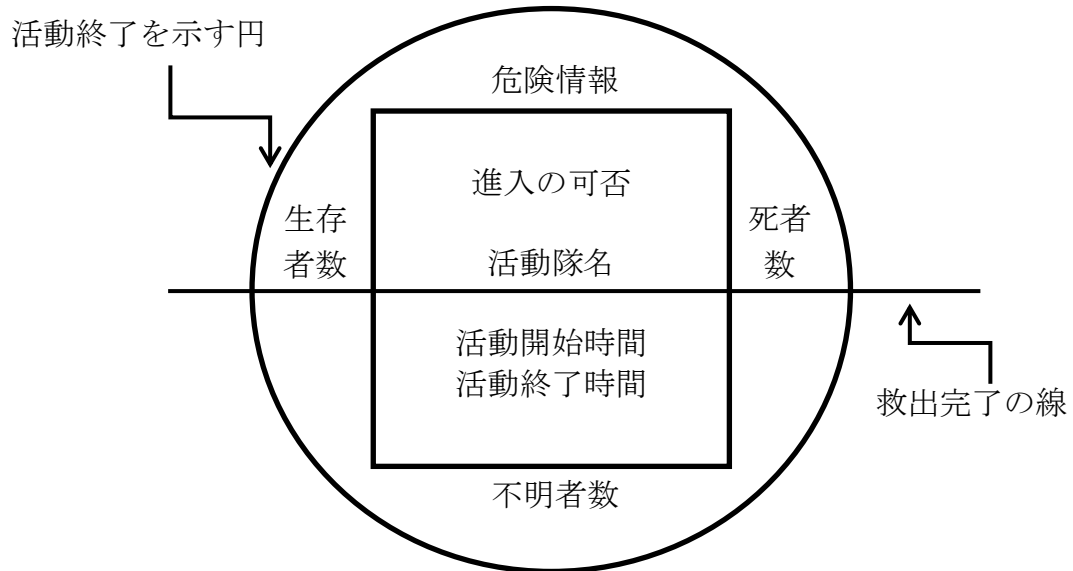 活動終了を示す円
危険情報
進入の可否
生存
者数
活動隊名
死者
数
活動開始時間
活動終了時間
救出完了の線
不明者数